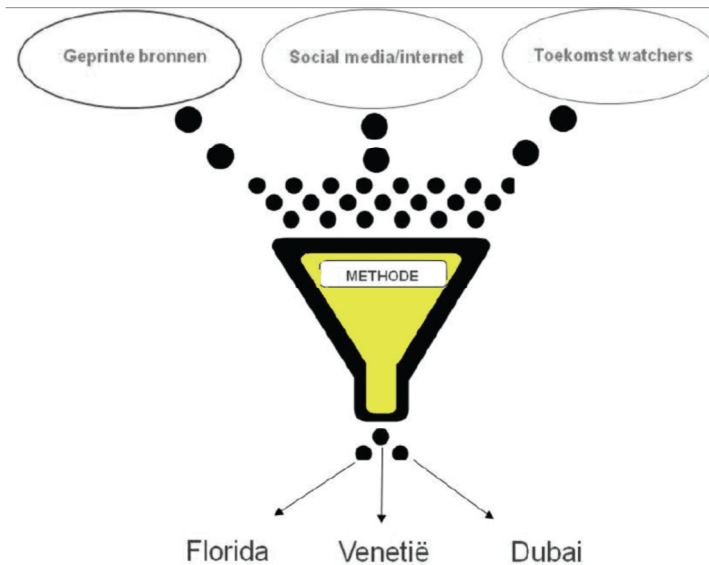 Geprinte bronnen
Social media/internet
Toekomst watchers
METHODE
Florida
Venetië
Dubai